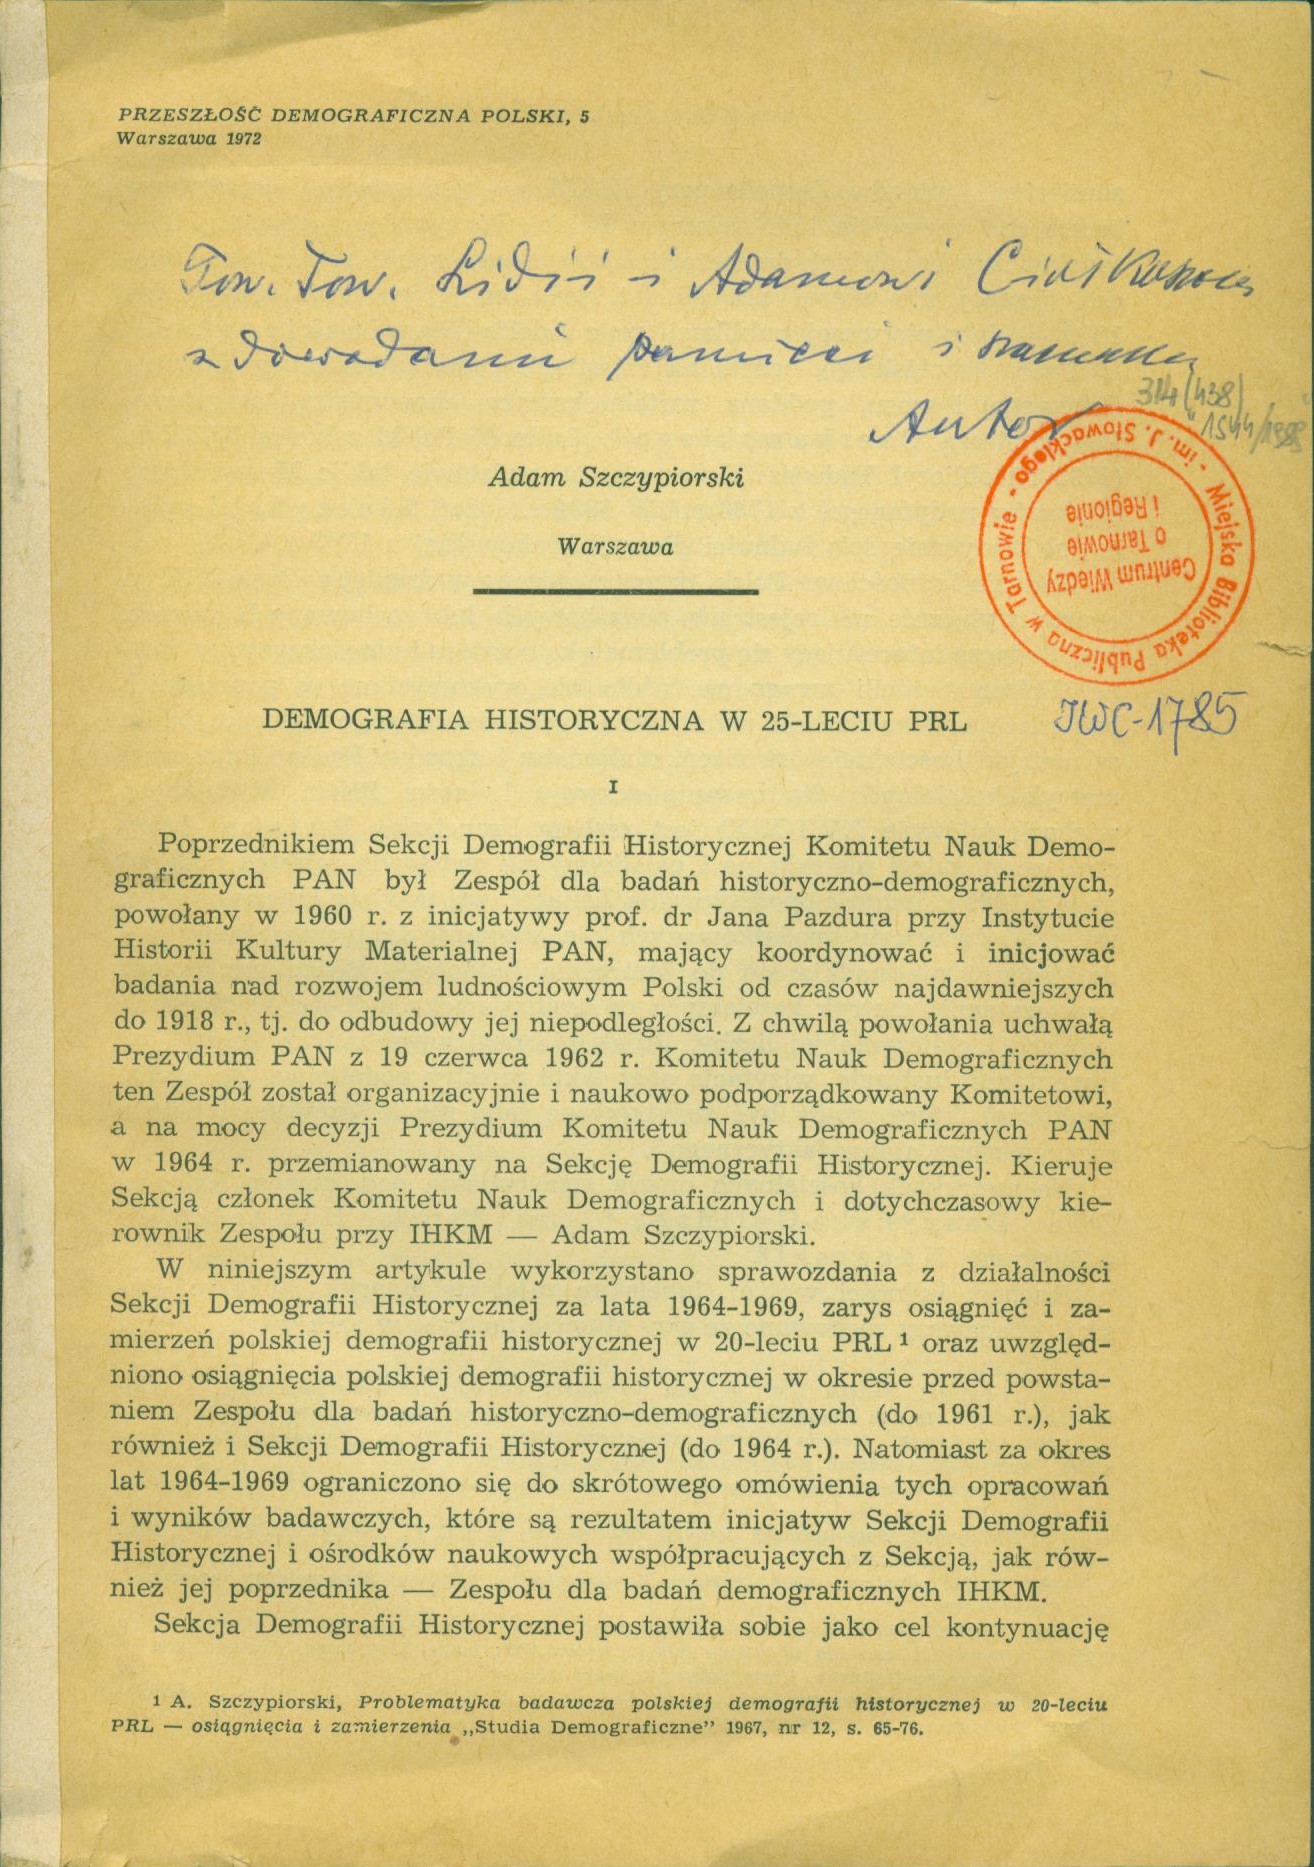 PRZESZŁOŚĆ DEMOGRAFICZNA POLSKI, 5
Warszawa 1972
Tow. Tow. Lidii i Adamowi Ciołkoszom
z dowodami pamięci i szacunku
Autor
314(438)
"1544/
Adam Szczypiorski
Warszawa
Miejska Biblioteka Publiczna w Tarnowie - im. J. Słowackiego -
Centrum Wiedzy
o Tarnowie
i Regionie
DEMOGRAFIA HISTORYCZNA W 25-LECIU PRL
JWC-1785
I
Poprzednikiem Sekcji Demografii Historycznej Komitetu Nauk Demo-
graficznych PAN był Zespół dla badań historyczno-demograficznych,
powołany w 1960 r. z inicjatywy prof. dr Jana Pazdura przy Instytucie
Historii Kultury Materialnej PAN, mający koordynować i inicjować
badania nad rozwojem ludnościowym Polski od czasów najdawniejszych
do 1918 r., tj. do odbudowy jej niepodległości. Z chwilą powołania uchwałą
Prezydium PAN z 19 czerwca 1962 r. Komitetu Nauk Demograficznych
ten Zespół został organizacyjnie i naukowo podporządkowany Komitetowi,
a na mocy decyzji Prezydium Komitetu Nauk Demograficznych PAN
w 1964 r. przemianowany na Sekcję Demografii Historycznej. Kieruje
Sekcją członek Komitetu Nauk Demograficznych i dotychczasowy kie-
rownik Zespołu przy IHKM — Adam Szczypiorski.
W niniejszym artykule wykorzystano sprawozdania z działalności
Sekcji Demografii Historycznej za lata 1964-1969, zarys osiągnięć i za-
mierzeń polskiej demografii historycznej w 20-leciu PRL ¹ oraz uwzględ-
niono osiągnięcia polskiej demografii historycznej w okresie przed powsta-
niem Zespołu dla badań historyczno-demograficznych (do 1961 r.), jak
również i Sekcji Demografii Historycznej (do 1964 r.). Natomiast za okres
lat 1964-1969 ograniczono się do skrótowego omówienia tych opracowań
i wyników badawczych, które są rezultatem inicjatyw Sekcji Demografii
Historycznej i ośrodków naukowych współpracujących z Sekcją, jak rów-
nież jej poprzednika — Zespołu dla badań demograficznych IHKM.
Sekcja Demografii Historycznej postawiła sobie jako cel kontynuację
1 A. Szczypiorski, Problematyka badawcza polskiej demografii historycznej w 20-leciu
PRL — osiągnięcia i zamierzenia „Studia Demograficzne” 1967, nr 12, s. 65-76.